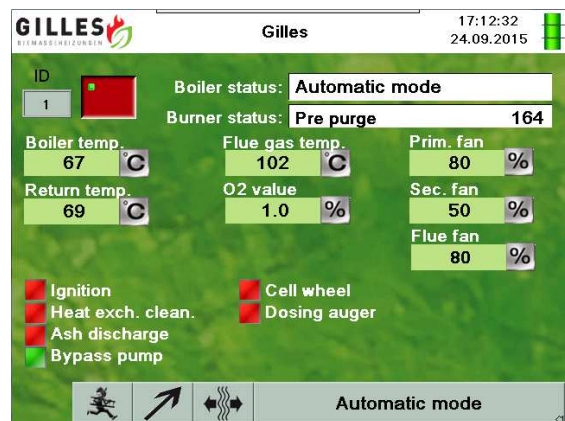 GILLES
BIOMASSEHEIZUNGEN
Gilles
17:12:32
24.09.2015
ID
1
Boiler status: Automatic mode
Burner status: Pre purge 164
Boiler temp. Flue gas temp. Prim. fan
67 °C 102 °C 80 %
Return temp. O2 value Sec. fan
69 °C 1.0 % 50 %
Flue fan
80 %
Ignition Cell wheel
Heat exch. clean. Dosing auger
Ash discharge
Bypass pump
Automatic mode